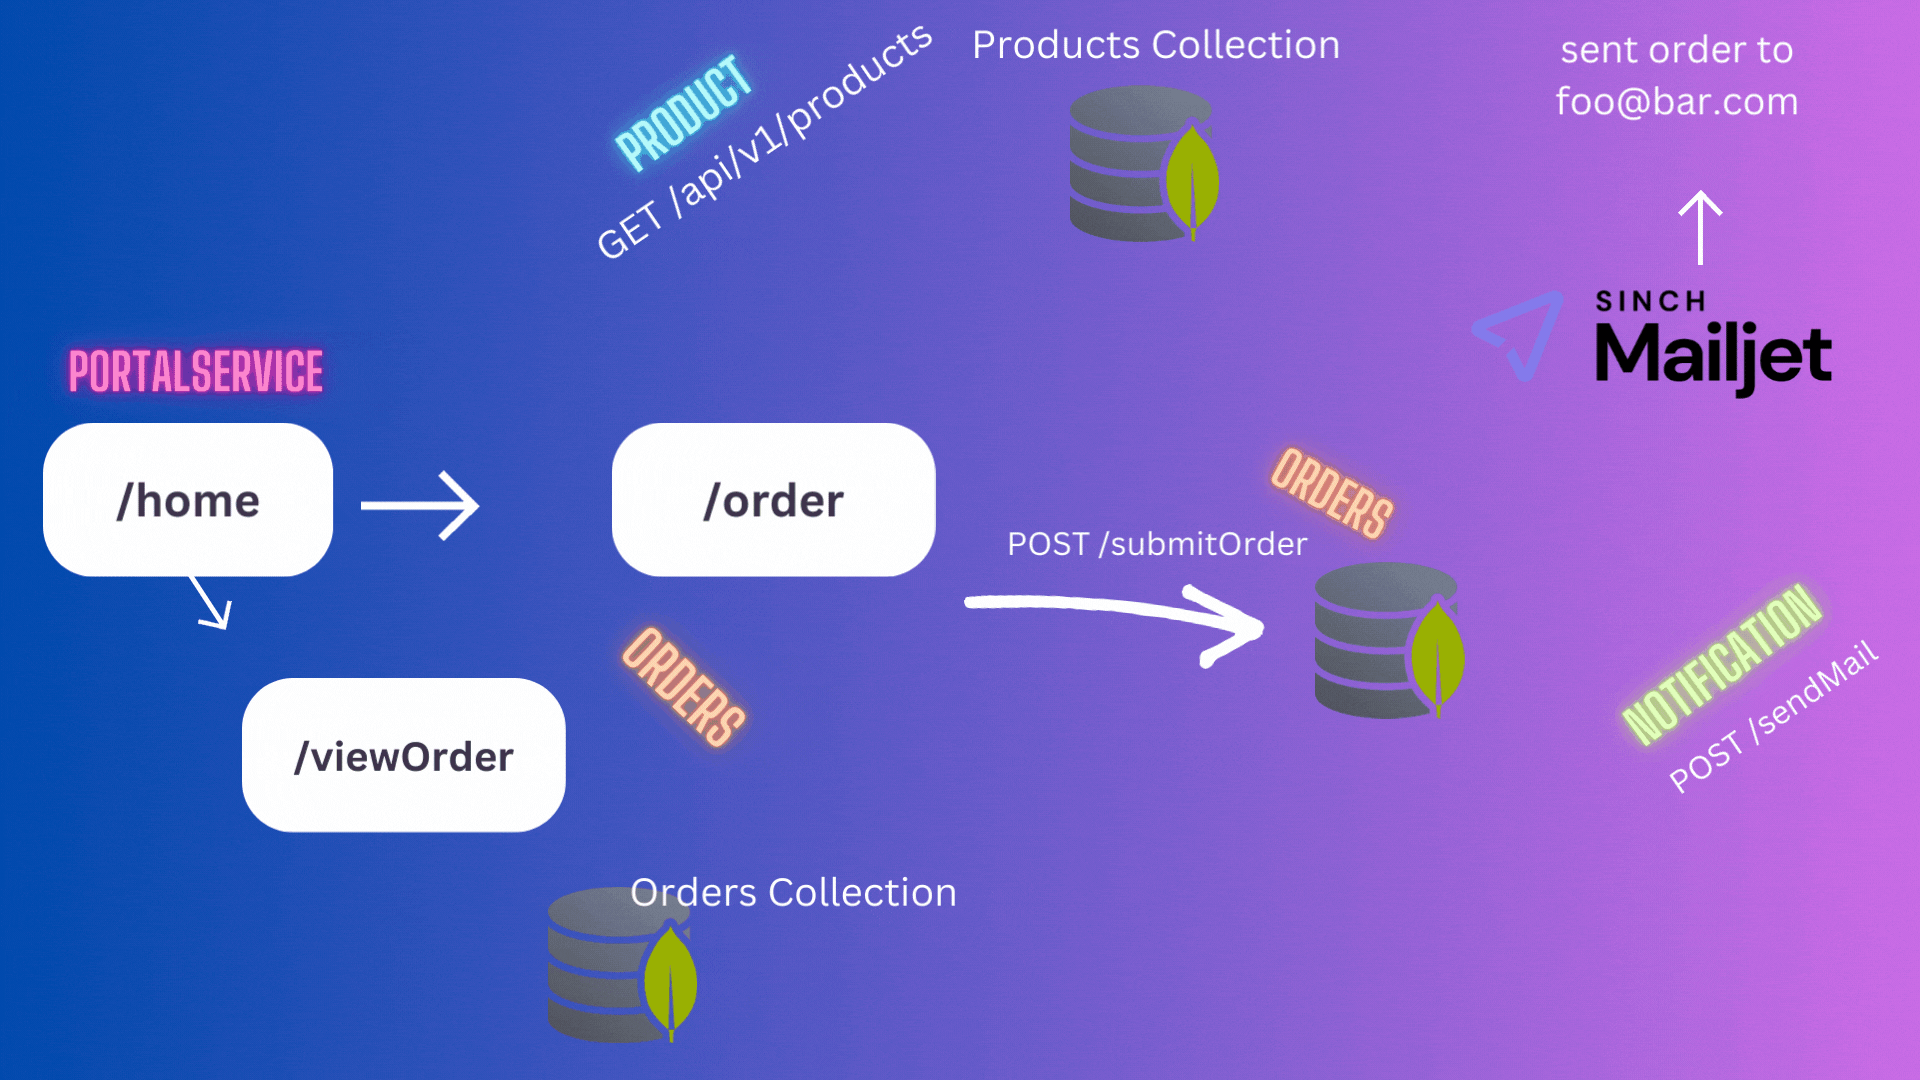 PRODUCT
GET /api/v1/products
Products Collection
sent order to
foo@bar.com
SINCH
Mailjet
PORTALSERVICE
/home
/order
ORDERS
POST /submitOrder
ORDERS
NOTIFICATION
POST /sendMail
/viewOrder
Orders Collection